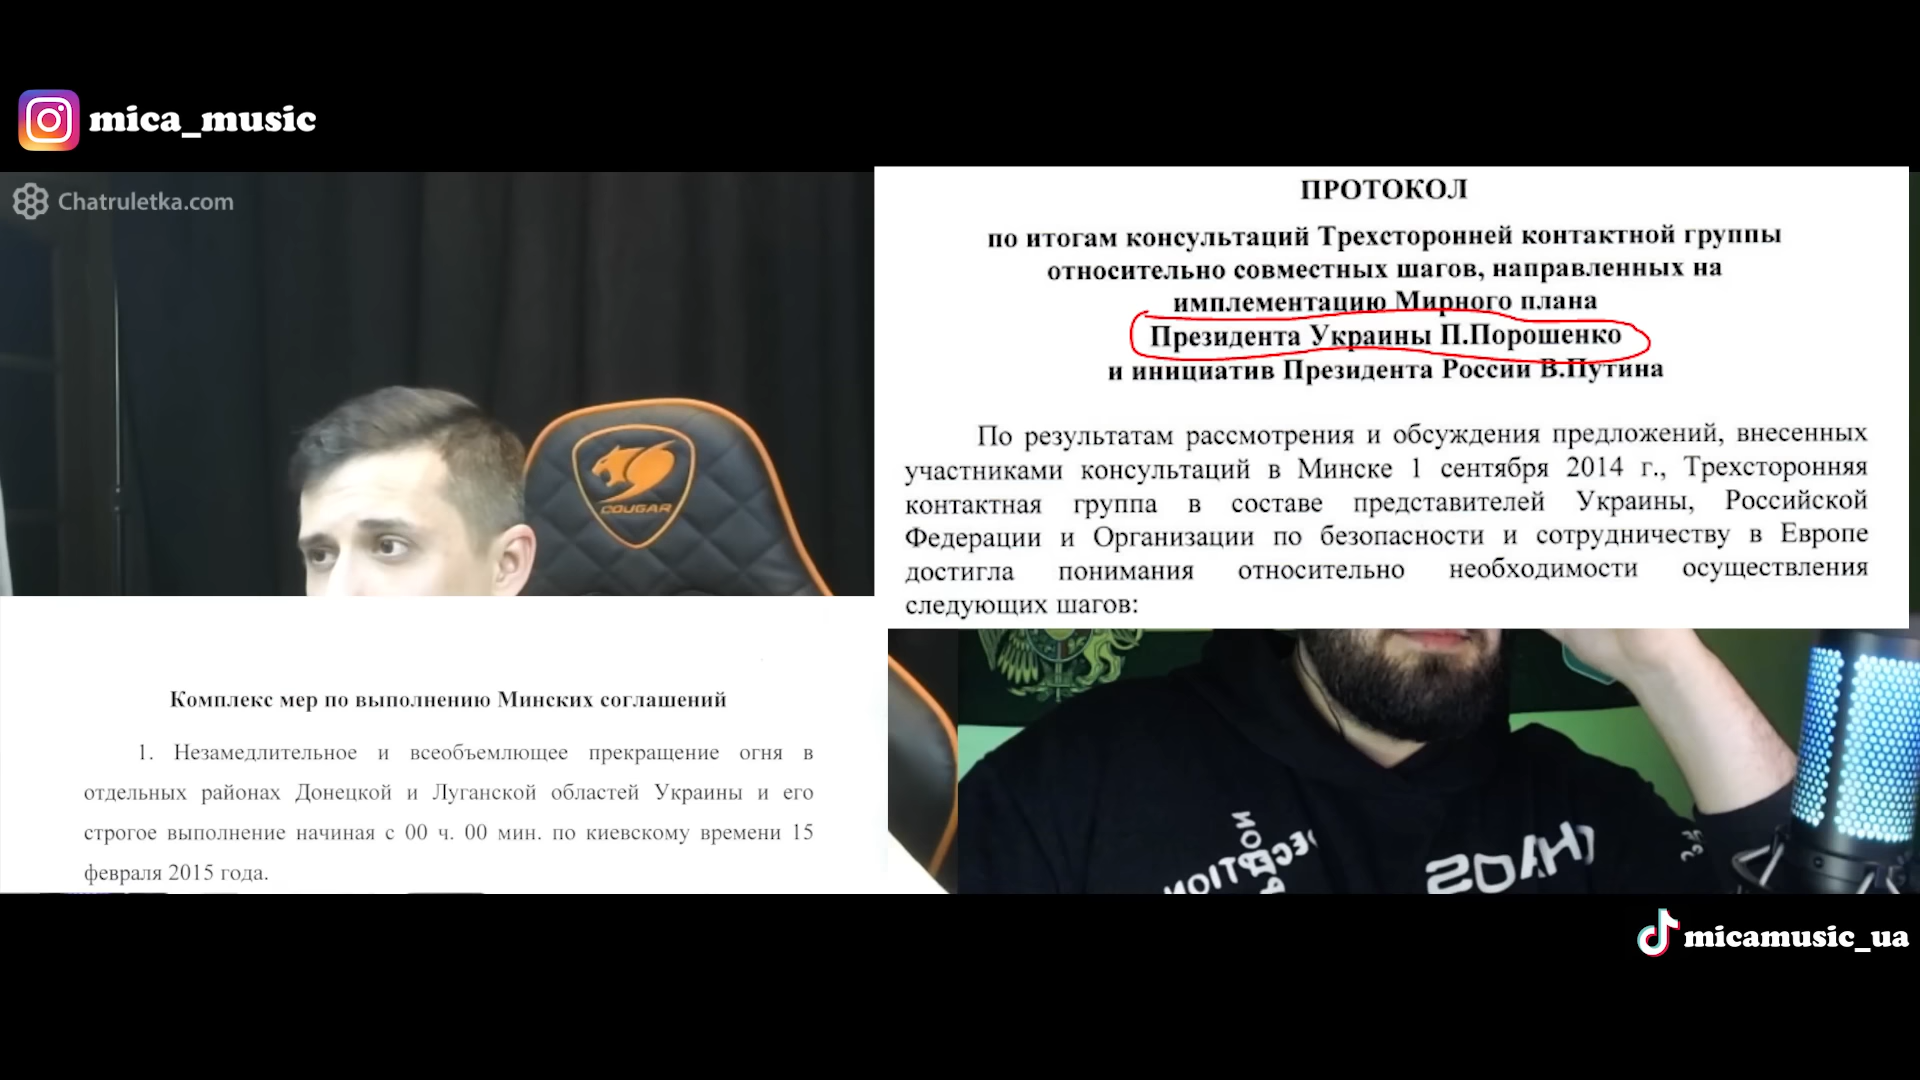 mica_music
Chatruletka.com
COUGAR
ПРОТОКОЛ
по итогам консультаций Трехсторонней контактной группы
относительно совместных шагов, направленных на
имплементацию Мирного плана
Президента Украины П.Порошенко
и инициатив Президента России В.Путина
По результатам рассмотрения и обсуждения предложений, внесенных
участниками консультаций в Минске 1 сентября 2014 г., Трехсторонняя
контактная группа в составе представителей Украины, Российской
Федерации и Организации по безопасности и сотрудничеству в Европе
достигла понимания относительно необходимости осуществления
следующих шагов:
Комплекс мер по выполнению Минских соглашений
1. Незамедлительное и всеобъемлющее прекращение огня в
отдельных районах Донецкой и Луганской областей Украины и его
строгое выполнение начиная с 00 ч. 00 мин. по киевскому времени 15
февраля 2015 года.
micamusic_ua